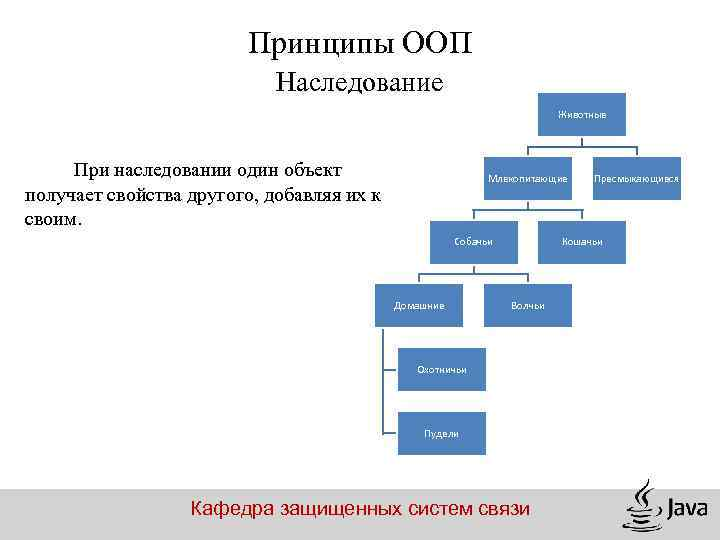 Принципы ООП
Наследование
При наследовании один объект
получает свойства другого, добавляя их к
своим.
Животные
Млекопитающие
Пресмыкающиеся
Собачьи
Кошачьи
Домашние
Волчьи
Охотничьи
Пудели
Кафедра защищенных систем связи
Java